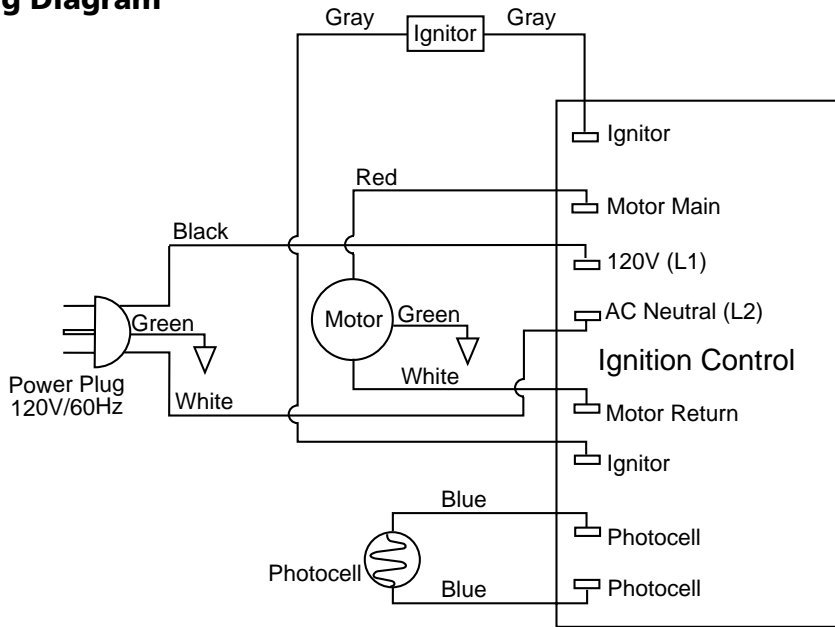 g Diagram
Gray
Ignitor
Gray
Ignitor
Red
Motor Main
Black
120V (L1)
AC Neutral (L2)
Green
Motor
Green
Ignition Control
Power Plug
120V/60Hz
White
White
Motor Return
Ignitor
Blue
Photocell
Photocell
Blue
Photocell